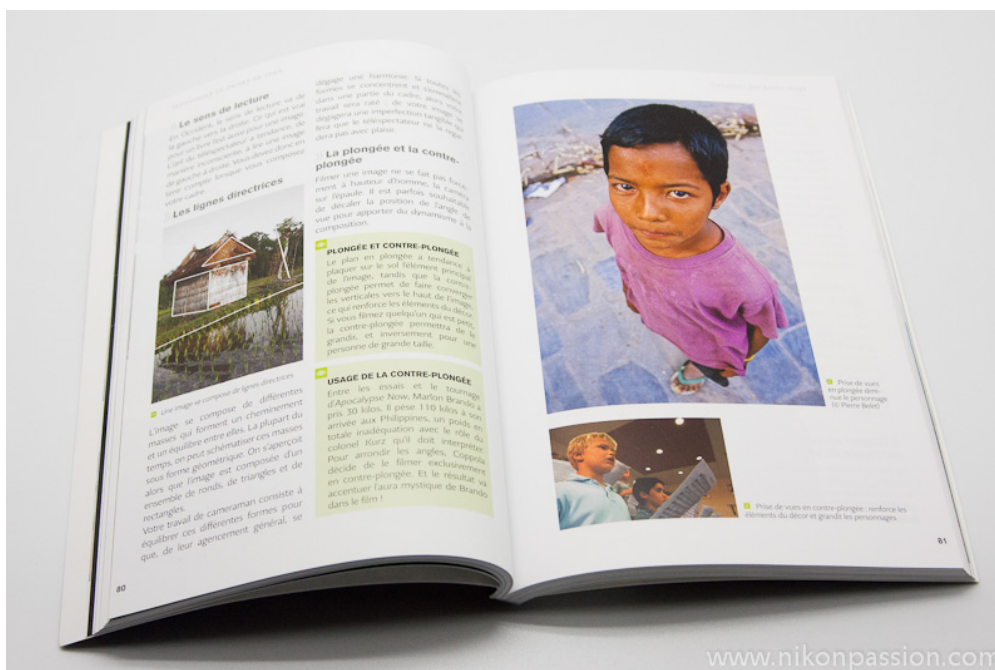 Le sens de lecture
En Occident, le sens de lecture va de
la gauche vers la droite. Ce qui est vrai
pour un livre l'est aussi pour une image.
L'œil du téléspectateur a tendance, de
manière inconsciente, à lire une image
de gauche à droite. Vous devez donc en
tenir compte lorsque vous composez
votre cadre.
Les lignes directrices
Une image se compose de lignes directrices
L'image se compose de différentes
masses qui forment un cheminement
et un équilibre entre elles. La plupart du
temps, on peut schématiser ces masses
sous forme géométrique. On s'aperçoit
alors que l'image est composée d'un
ensemble de ronds, de triangles et de
rectangles.
Votre travail de cameraman consiste à
équilibrer ces différentes formes pour
que, de leur agencement général, se
80
dégage une harmonie. Si toutes les
formes se concentrent et s'entassent
dans une partie du cadre, alors votre
travail sera raté : de votre image se
dégagera une imperfection tangible qui
fera que le téléspectateur ne la regar-
dera pas avec plaisir.
La plongée et la contre-
plongée
Filmer une image ne se fait pas forcé-
ment à hauteur d'homme, la caméra
sur l'épaule. Il est parfois souhaitable
de décaler la position de l'angle de
vue pour apporter du dynamisme à la
composition.
PLONGÉE ET CONTRE-PLONGÉE
Le plan en plongée a tendance à
plaquer sur le sol l'élément principal
de l'image, tandis que la contre-
plongée permet de faire converger
les verticales vers le haut de l'image,
ce qui renforce les éléments du décor.
Si vous filmez quelqu'un qui est petit,
la contre-plongée permettra de le
grandir, et inversement pour une
personne de grande taille.
USAGE DE LA CONTRE-PLONGÉE
Entre les essais et le tournage
d'Apocalypse Now, Marlon Brando a
pris 30 kilos. Il pèse 110 kilos à son
arrivée aux Philippines, un poids en
totale inadéquation avec le rôle du
colonel Kurz qu'il doit interpréter.
Pour arrondir les angles, Coppola
décide de le filmer exclusivement
en contre-plongée. Et le résultat va
accentuer l'aura mystique de Brando
dans le film !
Prise de vues
en plongée dimi-
nue le personnage
(© Pierre Bellet)
Prise de vues en contre-plongée : renforce les
éléments du décor et grandit les personnages.
81
www.nikonpassion.com